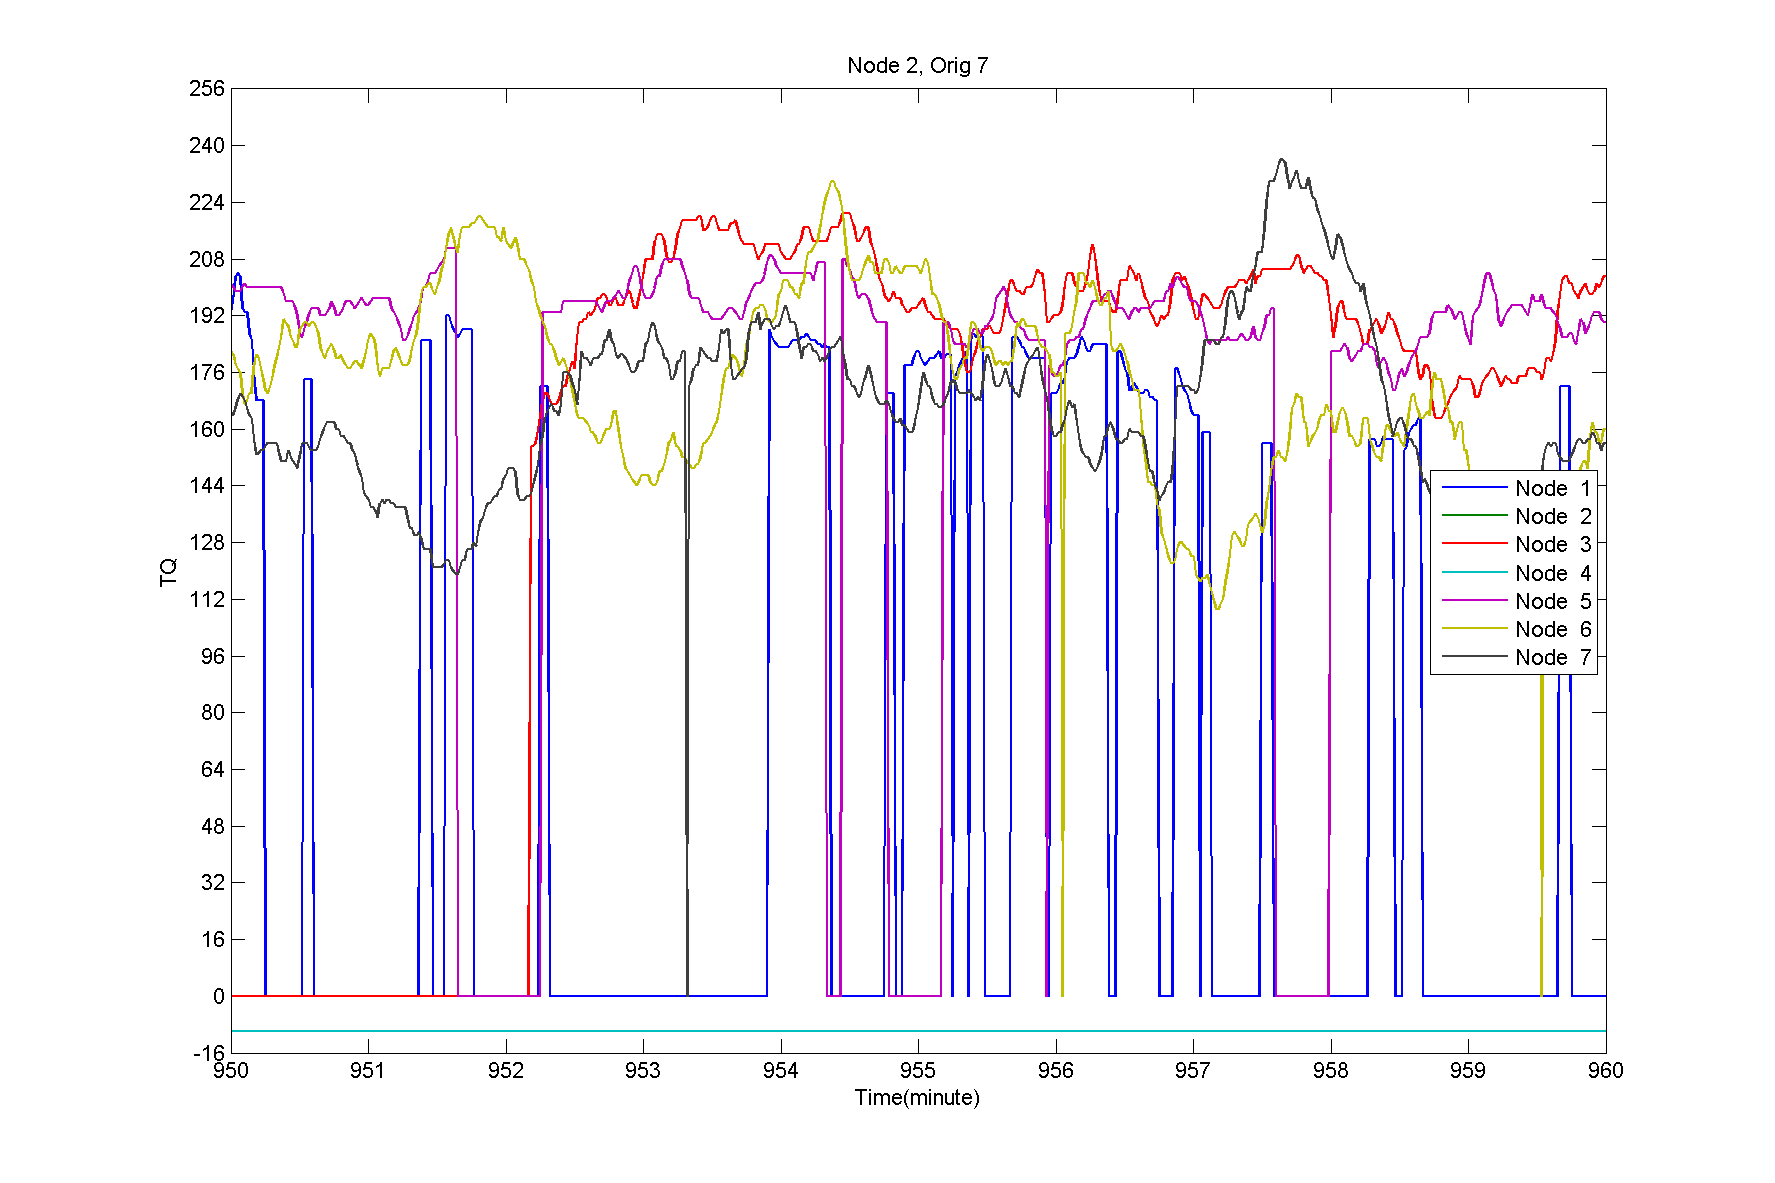 Node 2, Orig 7
256
240
224
208
192
176
160
144
128
112
96
80
64
48
32
16
0
-16
TQ
950 951 952 953 954 955 956 957 958 959 960
Time(minute)
Node 1
Node 2
Node 3
Node 4
Node 5
Node 6
Node 7